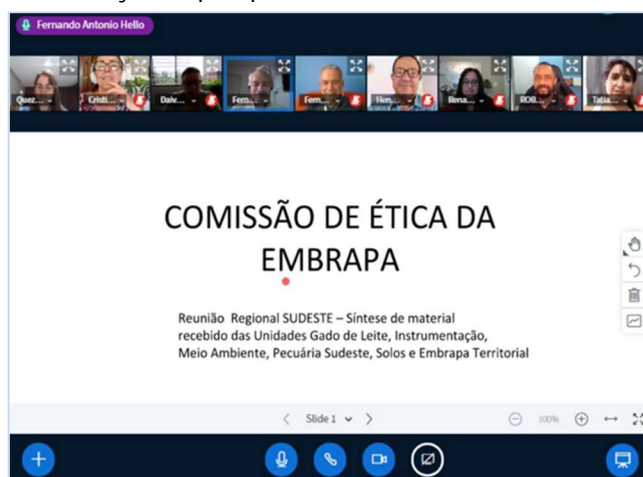 Fernando Antonio Hello
Quez... Cristi... Daiv... Fern... Fern... Hen... Rena... ROB... Tatia...
COMISSÃO DE ÉTICA DA
EMBRAPA
Reunião Regional SUDESTE – Síntese de material
recebido das Unidades Gado de Leite, Instrumentação,
Meio Ambiente, Pecuária Sudeste, Solos e Embrapa Territorial
Slide 1
100%